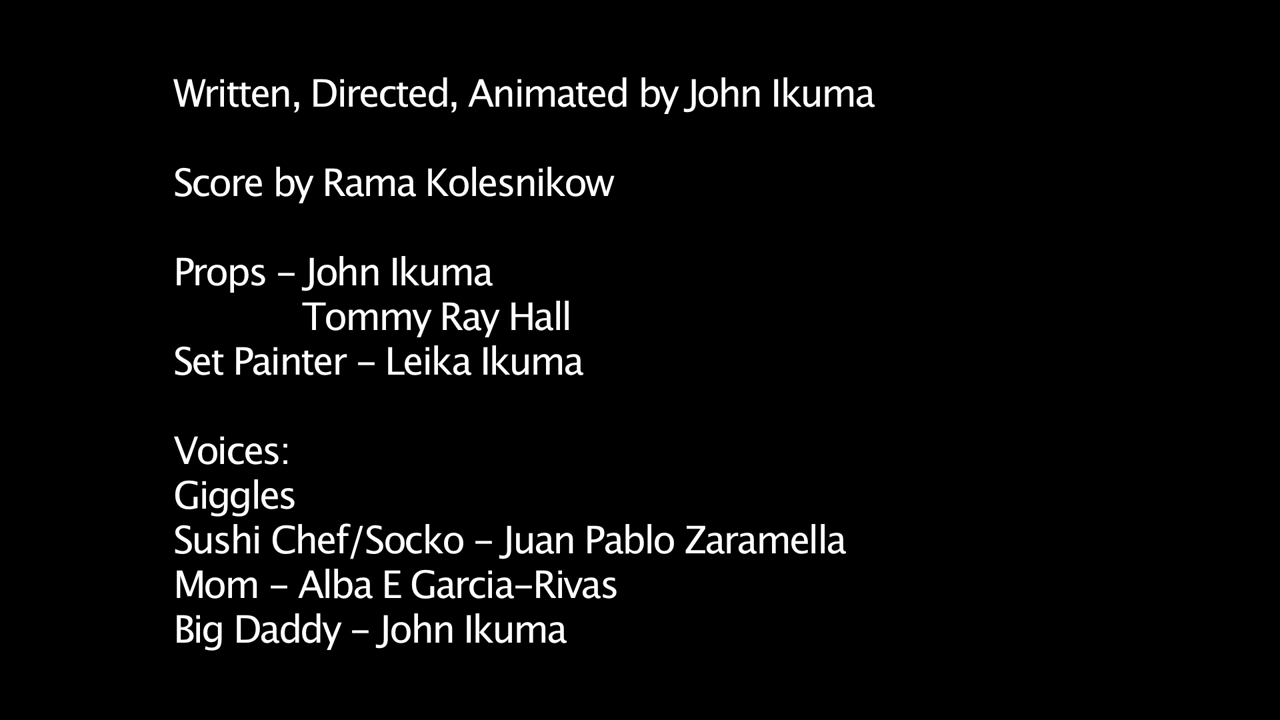 Written, Directed, Animated by John Ikuma
Score by Rama Kolesnikow
Props – John Ikuma
Tommy Ray Hall
Set Painter – Leika Ikuma
Voices:
Giggles
Sushi Chef/Socko – Juan Pablo Zaramella
Mom – Alba E Garcia–Rivas
Big Daddy – John Ikuma